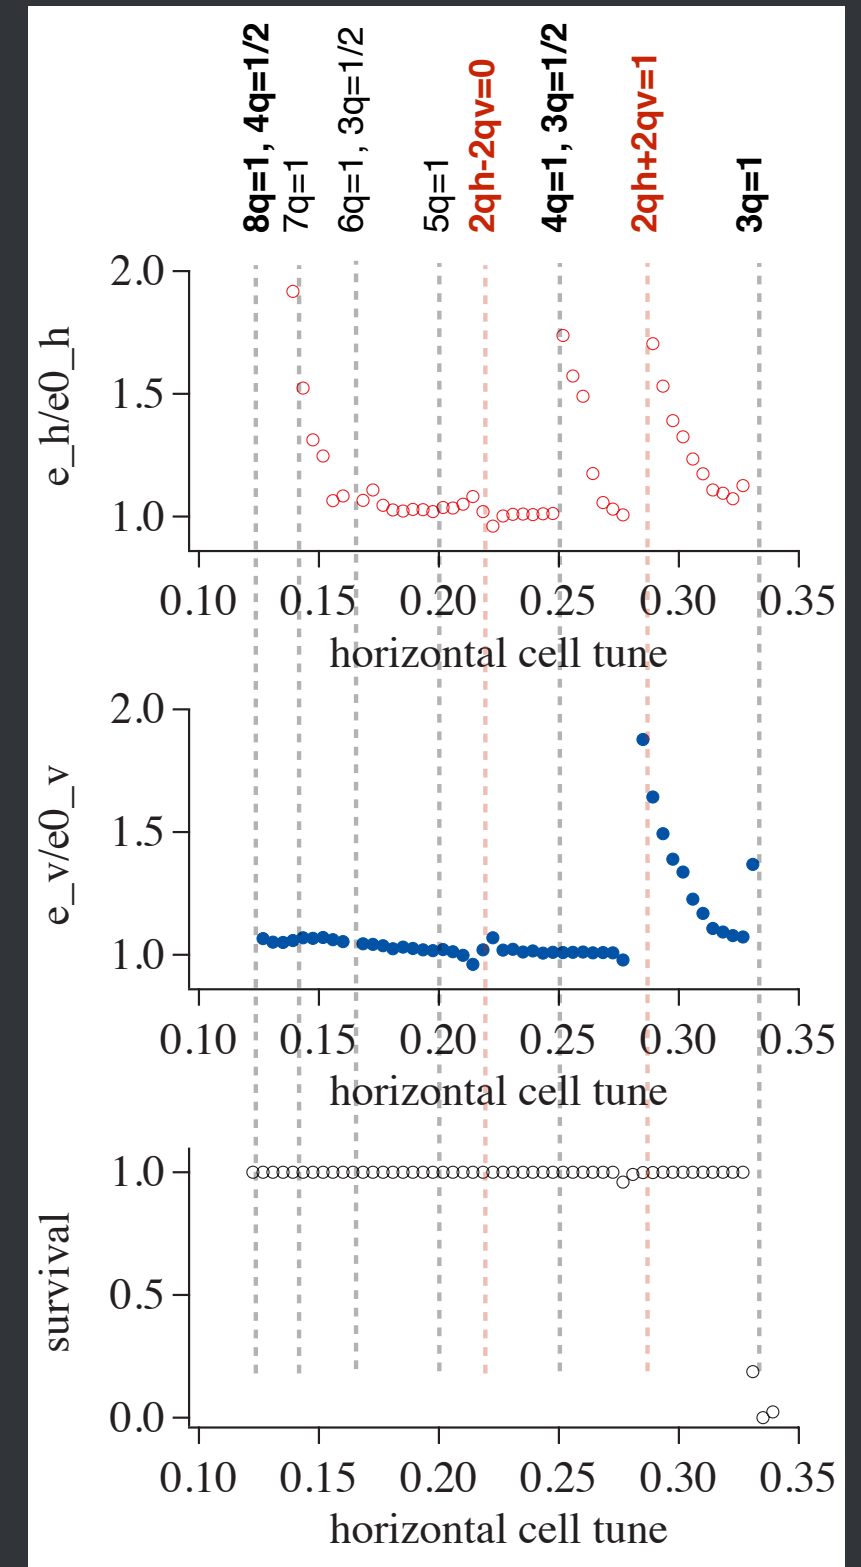 8q=1, 4q=1/2
7q=1
6q=1, 3q=1/2
5q=1
2qh-2qv=0
4q=1, 3q=1/2
2qh+2qv=1
3q=1
e_h/e0_h
2.0
1.5
1.0
0.10 0.15 0.20 0.25 0.30 0.35
horizontal cell tune
e_v/e0_v
2.0
1.5
1.0
0.10 0.15 0.20 0.25 0.30 0.35
horizontal cell tune
survival
1.0
0.5
0.0
0.10 0.15 0.20 0.25 0.30 0.35
horizontal cell tune